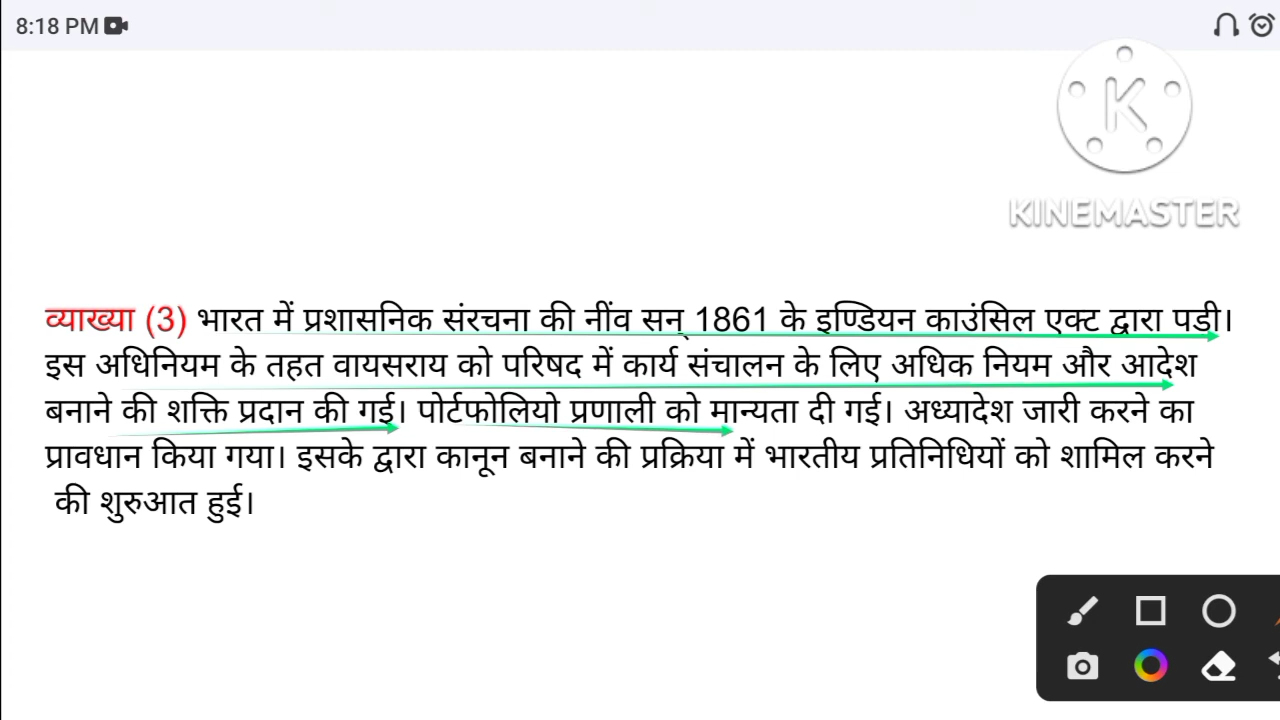 8:18 PM
KINEMASTER
व्याख्या (3) भारत में प्रशासनिक संरचना की नींव सन् 1861 के इण्डियन काउंसिल एक्ट द्वारा पडी।
इस अधिनियम के तहत वायसराय को परिषद में कार्य संचालन के लिए अधिक नियम और आदेश
बनाने की शक्ति प्रदान की गई। पोर्टफोलियो प्रणाली को मान्यता दी गई। अध्यादेश जारी करने का
प्रावधान किया गया। इसके द्वारा कानून बनाने की प्रक्रिया में भारतीय प्रतिनिधियों को शामिल करने
की शुरुआत हुई।